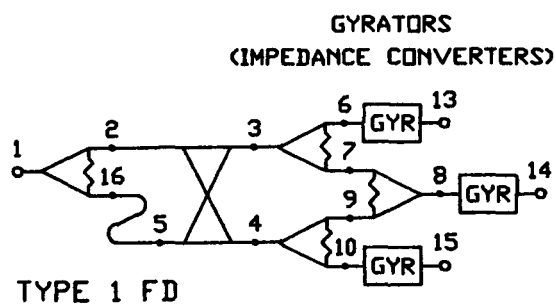 GYRATORS
(IMPEDANCE CONVERTERS)
6 GYR 13
1 2 3
7
16 8 GYR 14
9
5 4
10 GYR 15
TYPE 1 FD